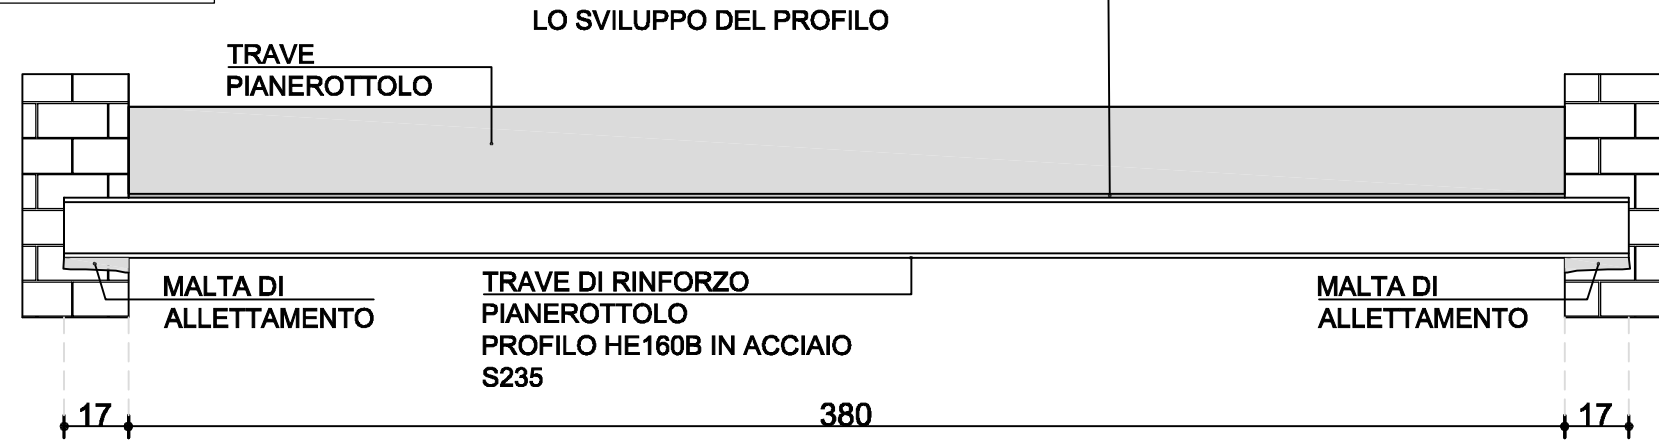 LO SVILUPPO DEL PROFILO
TRAVE
PIANEROTTOLO
MALTA DI
ALLETTAMENTO
TRAVE DI RINFORZO
PIANEROTTOLO
PROFILO HE160B IN ACCIAIO
S235
MALTA DI
ALLETTAMENTO
17
380
17